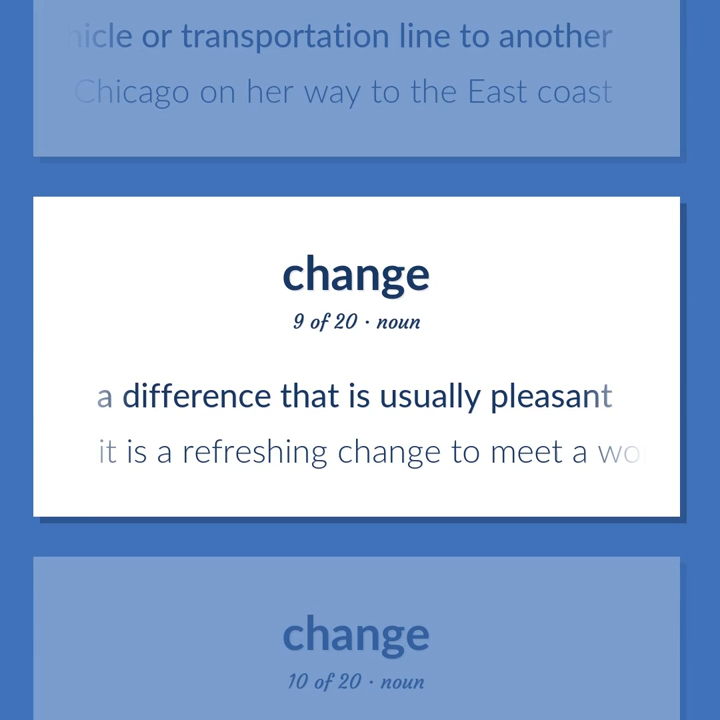 or transportation line to another
Chicago on her way to the East coast
change
9 of 20 · noun
a difference that is usually pleasant
it is a refreshing change to meet a
change
10 of 20 · noun